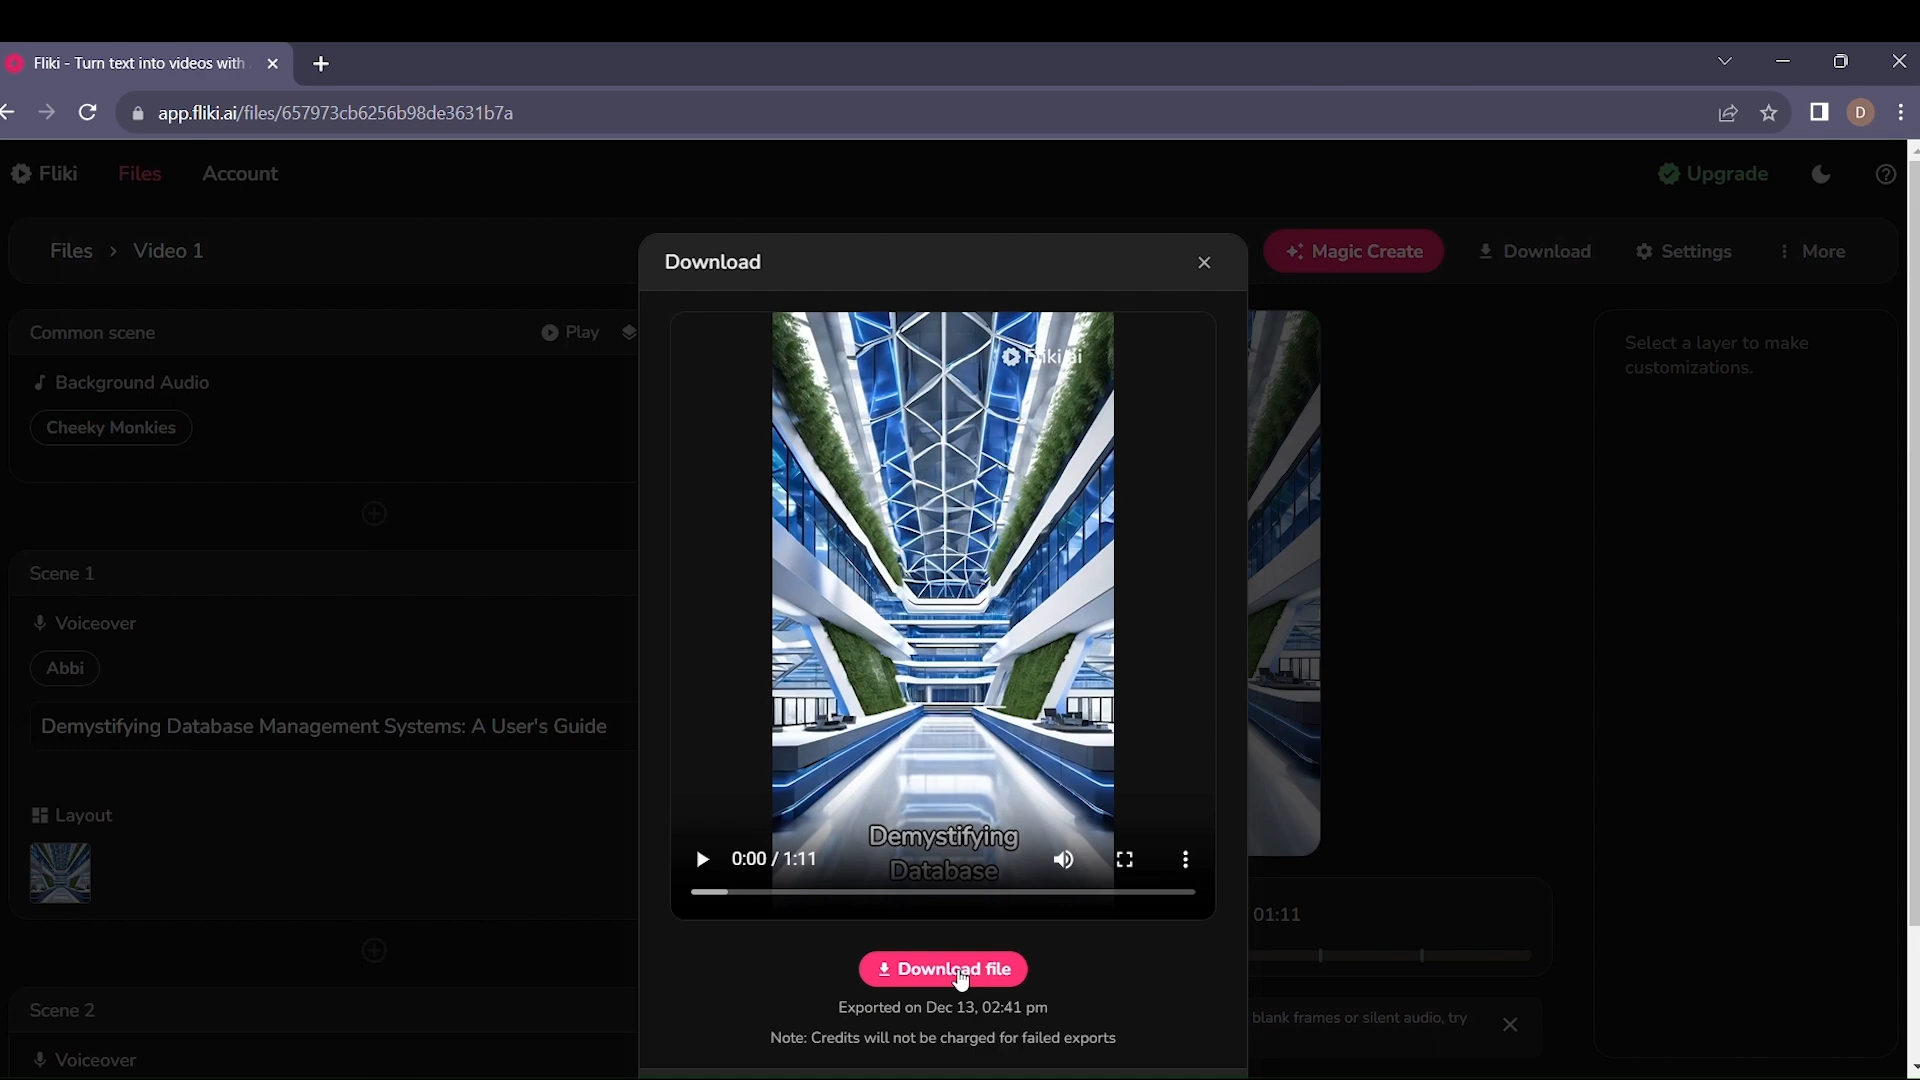 Fliki - Turn text into videos with
app.fliki.ai/files/657973cb6256b98de3631b7a
D
Fliki
Files
Account
Upgrade
Files > Video 1
Magic Create
Download
Settings
More
Download
Common scene
Play
Background Audio
Cheeky Monkies
Select a layer to make
customizations.
Fliki.ai
Scene 1
Voiceover
Abbi
Demystifying Database Management Systems: A User's Guide
Layout
Demystifying
Database
0:00 / 1:11
01:11
Download file
Exported on Dec 13, 02:41 pm
Note: Credits will not be charged for failed exports
blank frames or silent audio, try
Scene 2
Voiceover